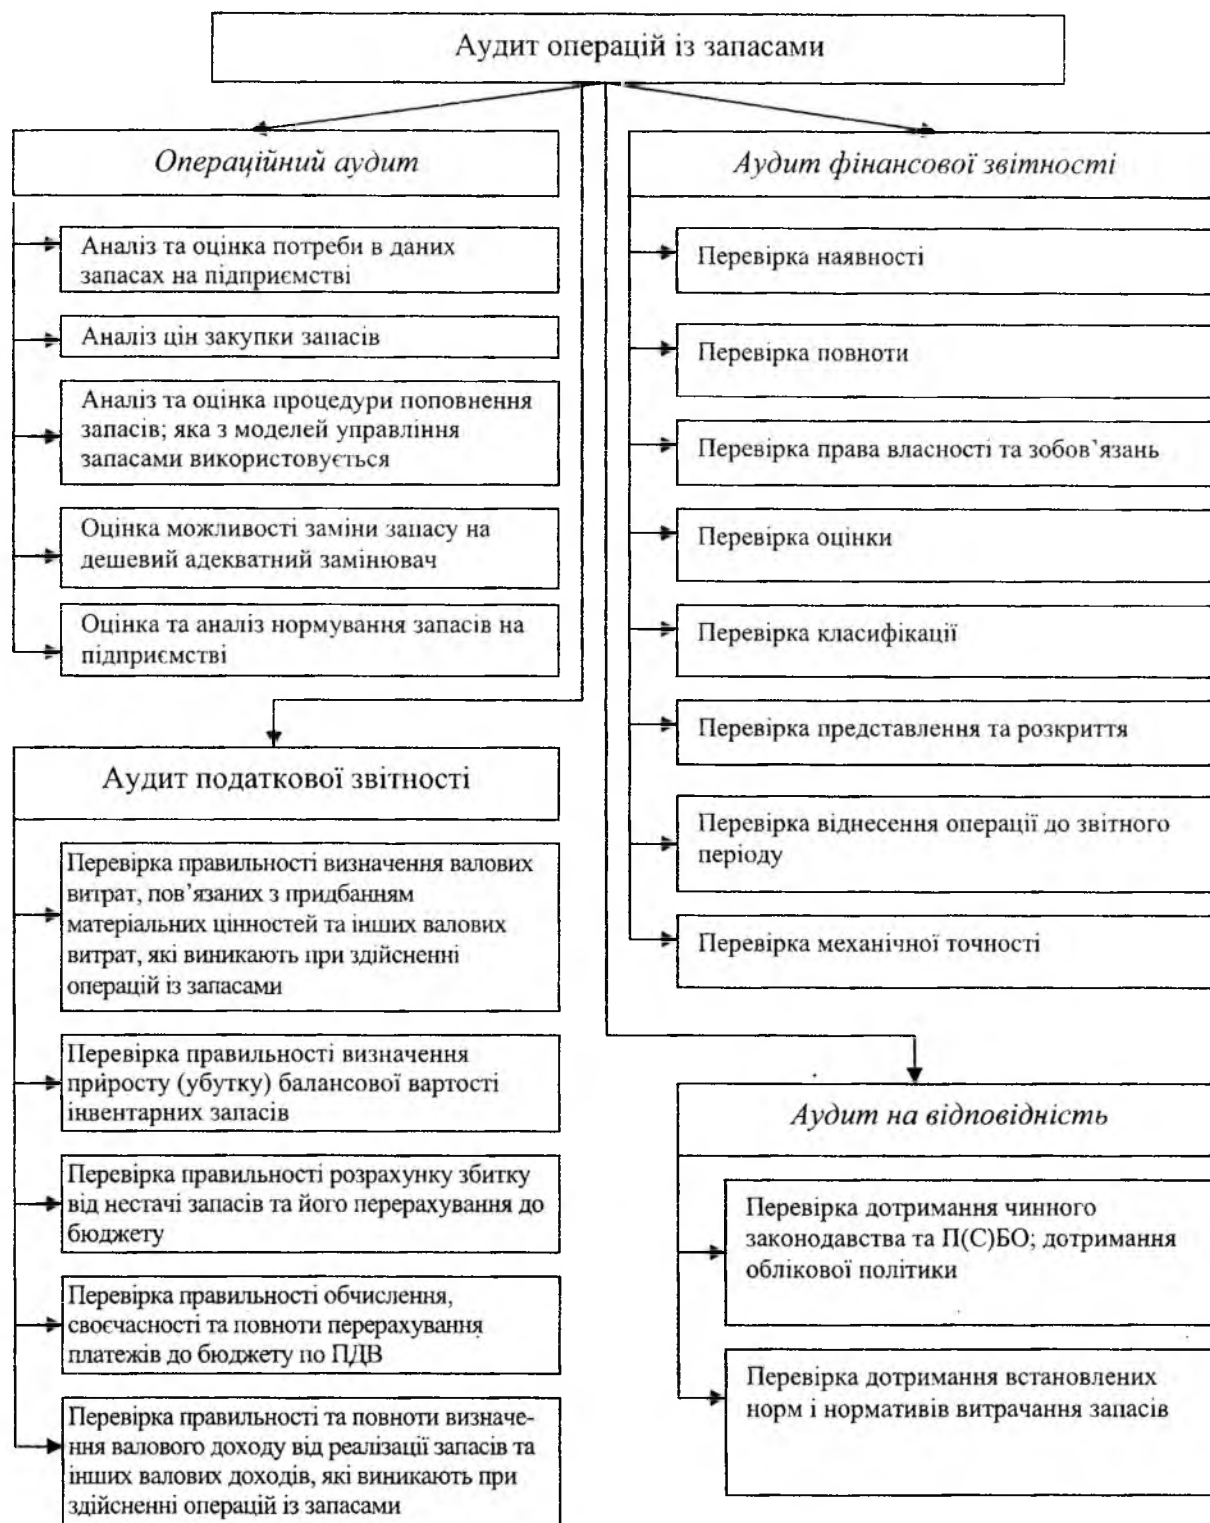 Аудит операцій із запасами
Операційний аудит
Аналіз та оцінка потреби в даних
запасах на підприємстві
Аналіз цін закупки запасів
Аналіз та оцінка процедури поповнення
запасів; яка з моделей управління
запасами використовується
Оцінка можливості заміни запасу на
дешевий адекватний замінювач
Оцінка та аналіз нормування запасів на
підприємстві
Аудит фінансової звітності
Перевірка наявності
Перевірка повноти
Перевірка права власності та зобов’язань
Перевірка оцінки
Перевірка класифікації
Перевірка представлення та розкриття
Перевірка віднесення операції до звітного
періоду
Перевірка механічної точності
Аудит податкової звітності
Перевірка правильності визначення валових
витрат, пов’язаних з придбанням
матеріальних цінностей та інших валових
витрат, які виникають при здійсненні
операцій із запасами
Перевірка правильності визначення
приросту (убутку) балансової вартості
інвентарних запасів
Перевірка правильності розрахунку збитку
від нестачі запасів та його перерахування до
бюджету
Перевірка правильності обчислення,
своєчасності та повноти перерахування
платежів до бюджету по ПДВ
Перевірка правильності та повноти визначе-
ння валового доходу від реалізації запасів та
інших валових доходів, які виникають при
здійсненні операцій із запасами
Аудит на відповідність
Перевірка дотримання чинного
законодавства та П(С)БО; дотримання
облікової політики
Перевірка дотримання встановлених
норм і нормативів витрачання запасів